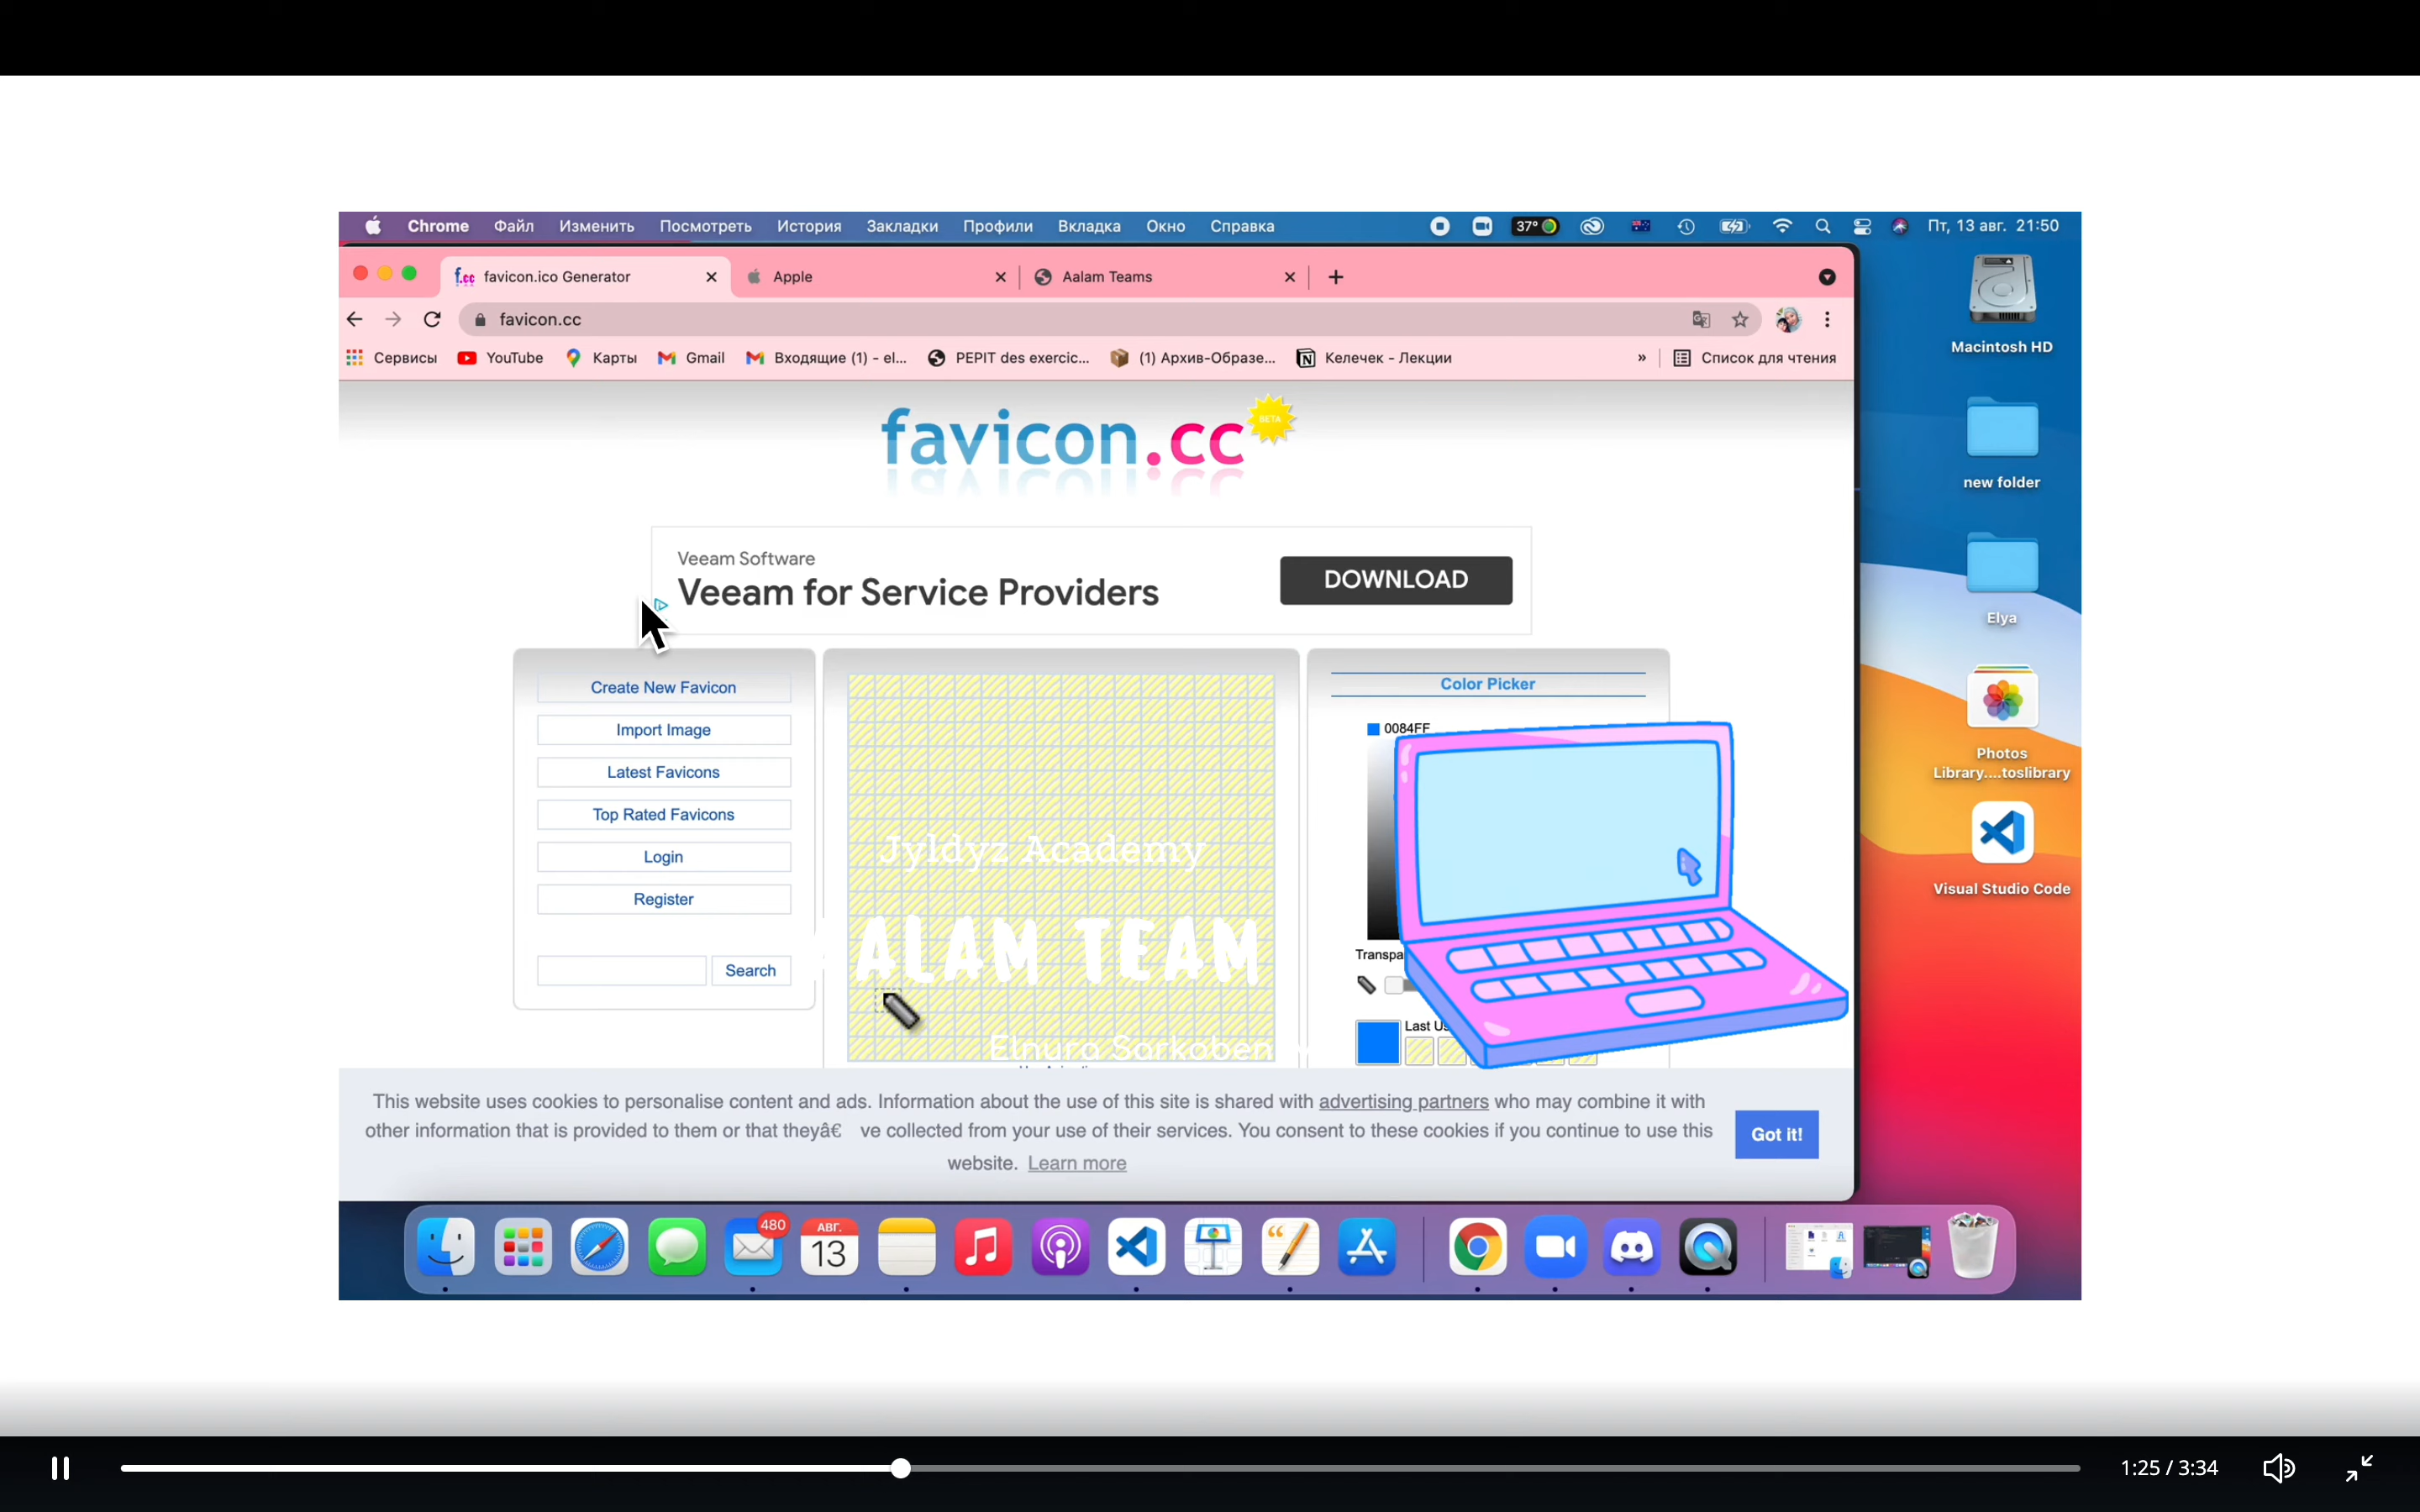 Chrome Файл Изменить Посмотреть История Закладки Профили Вкладка Окно Справка 37° Пт, 13 авг. 21:50
f.cc favicon.ico Generator Apple Aalam Teams
favicon.cc
Сервисы YouTube Карты Gmail Входящие (1) - el... PEPIT des exercic... (1) Архив-Образе... Келечек - Лекции » Список для чтения
Macintosh HD
new folder
Elya
Photos
Library....toslibrary
Visual Studio Code
favicon.cc BETA
Veeam Software
Veeam for Service Providers
DOWNLOAD
Create New Favicon
Import Image
Latest Favicons
Top Rated Favicons
Login
Register
Search
Jyldyz Academy
ALAM TEAM
Elnura
Color Picker
0084FF
This website uses cookies to personalise content and ads. Information about the use of this site is shared with advertising partners who may combine it with
other information that is provided to them or that theyâ€ ve collected from your use of their services. You consent to these cookies if you continue to use this
website. Learn more
Got it!
480
АВГ.
13
1:25 / 3:34